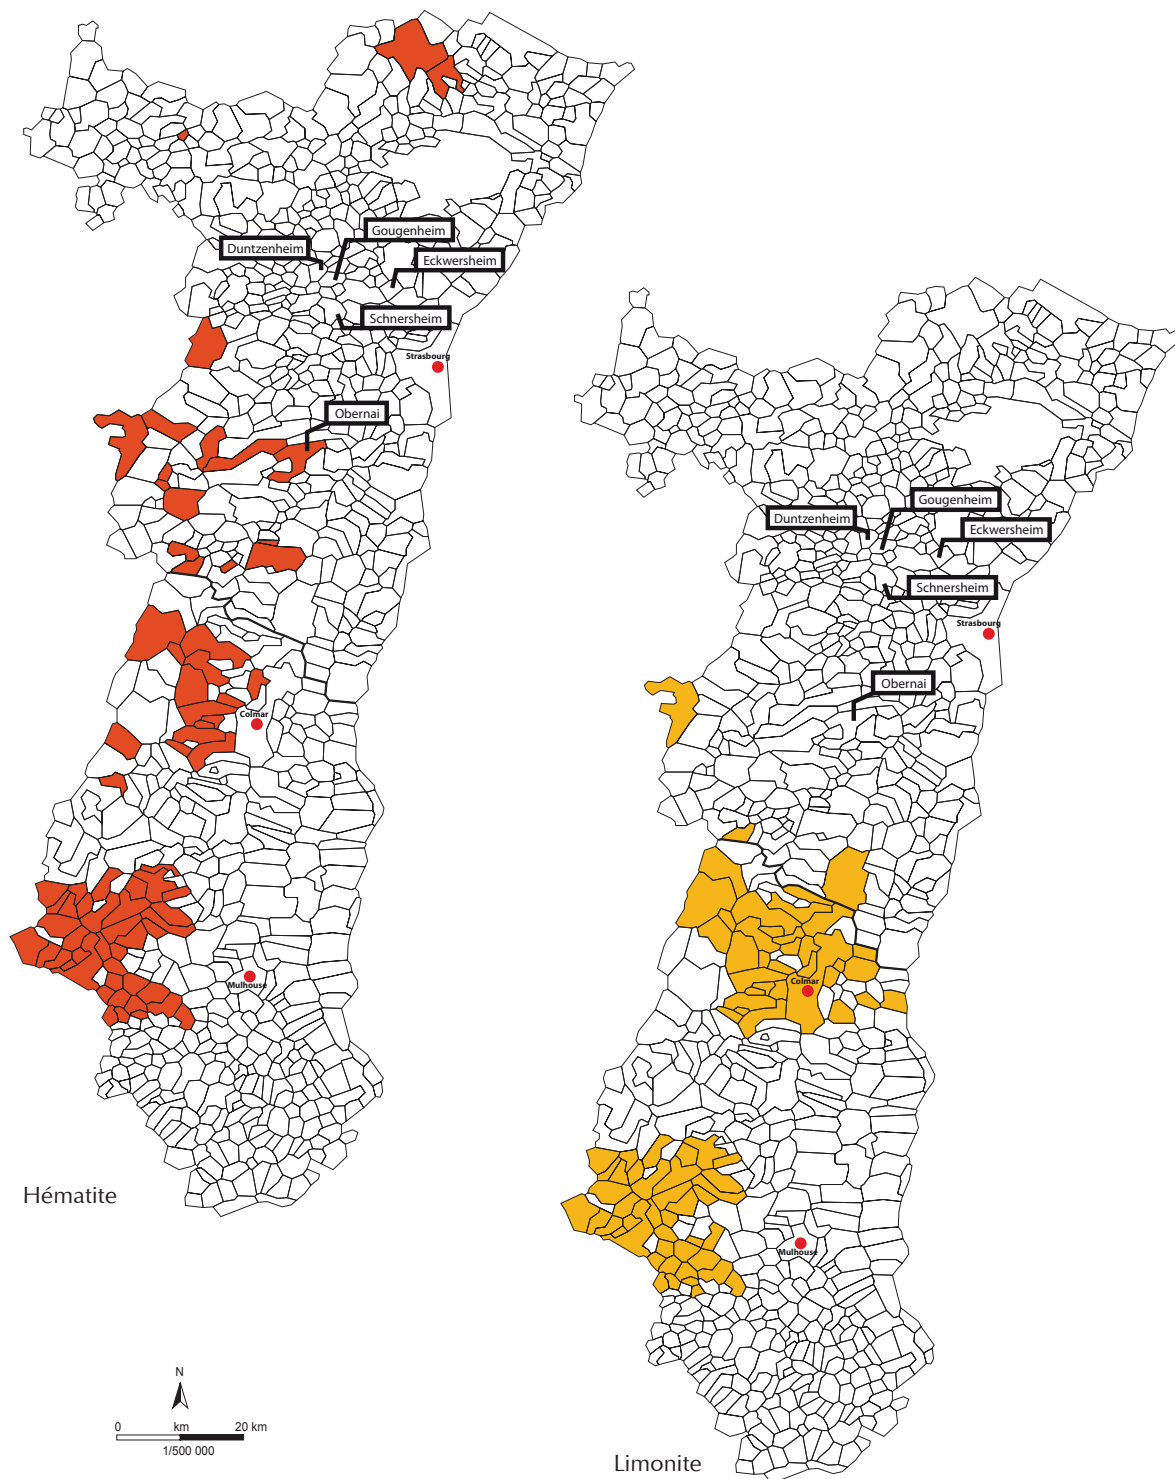 Gougenheim
Duntzenheim
Eckwersheim
Schnersheim
Strasbourg
Obernai
Colmar
Mulhouse
Hématite
N
0 km 20 km
1/500 000
Gougenheim
Duntzenheim
Eckwersheim
Schnersheim
Strasbourg
Obernai
Colmar
Mulhouse
Limonite